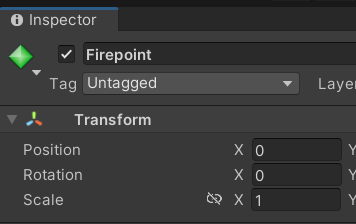 Inspector
Firepoint
Tag Untagged Layer
Transform
Position X 0 Y
Rotation X 0 Y
Scale X 1 Y